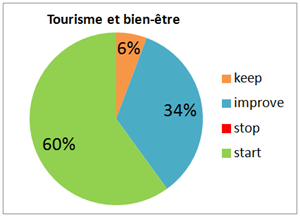 Tourisme et bien-être
6%
keep
improve
34%
stop
60%
start